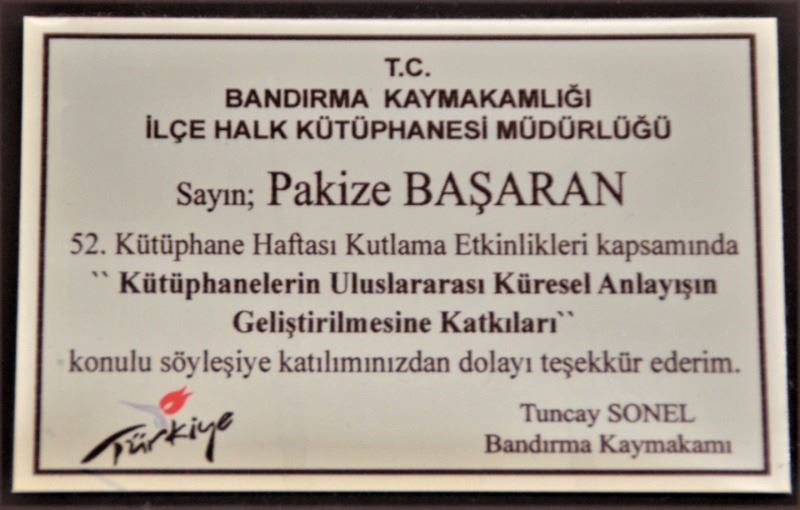 T.C.
BANDIRMA KAYMAKAMLIĞI
İLÇE HALK KÜTÜPHANESİ MÜDÜRLÜĞÜ
Sayın; Pakize BAŞARAN
52. Kütüphane Haftası Kutlama Etkinlikleri kapsamında
`` Kütüphanelerin Uluslararası Küresel Anlayışın
Geliştirilmesine Katkıları``
konulu söyleşiye katılımınızdan dolayı teşekkür ederim.
Türkiye
Tuncay SONEL
Bandırma Kaymakamı